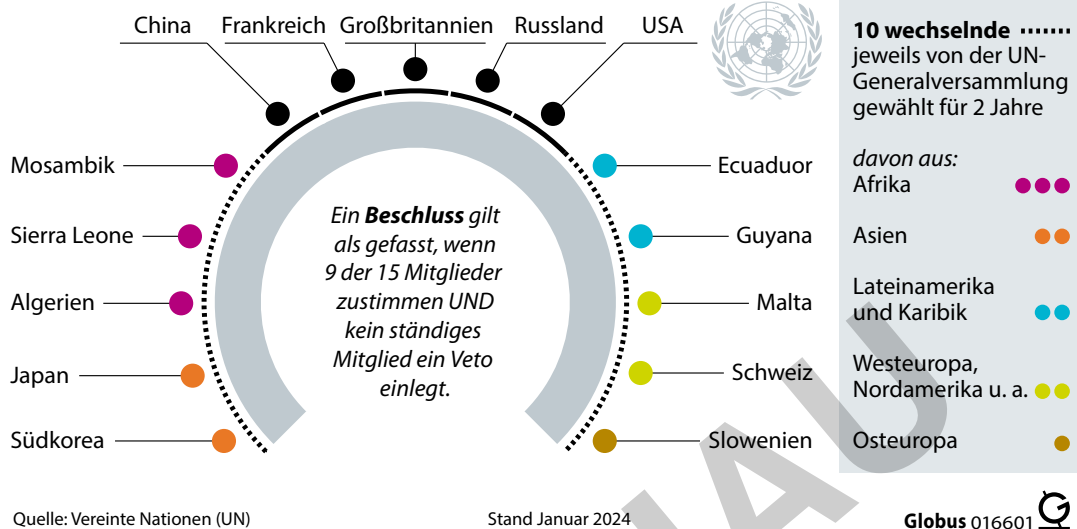 China
Frankreich
Großbritannien
Russland
USA
Mosambik
Sierra Leone
Algerien
Japan
Südkorea
Ein Beschluss gilt
als gefasst, wenn
9 der 15 Mitglieder
zustimmen UND
kein ständiges
Mitglied ein Veto
einlegt.
Ecuaduor
Guyana
Malta
Schweiz
Slowenien
10 wechselnde
jeweils von der UN-
Generalversammlung
gewählt für 2 Jahre
davon aus:
Afrika
Asien
Lateinamerika
und Karibik
Westeuropa,
Nordamerika u. a.
Osteuropa
Quelle: Vereinte Nationen (UN)
Stand Januar 2024
Globus 016601